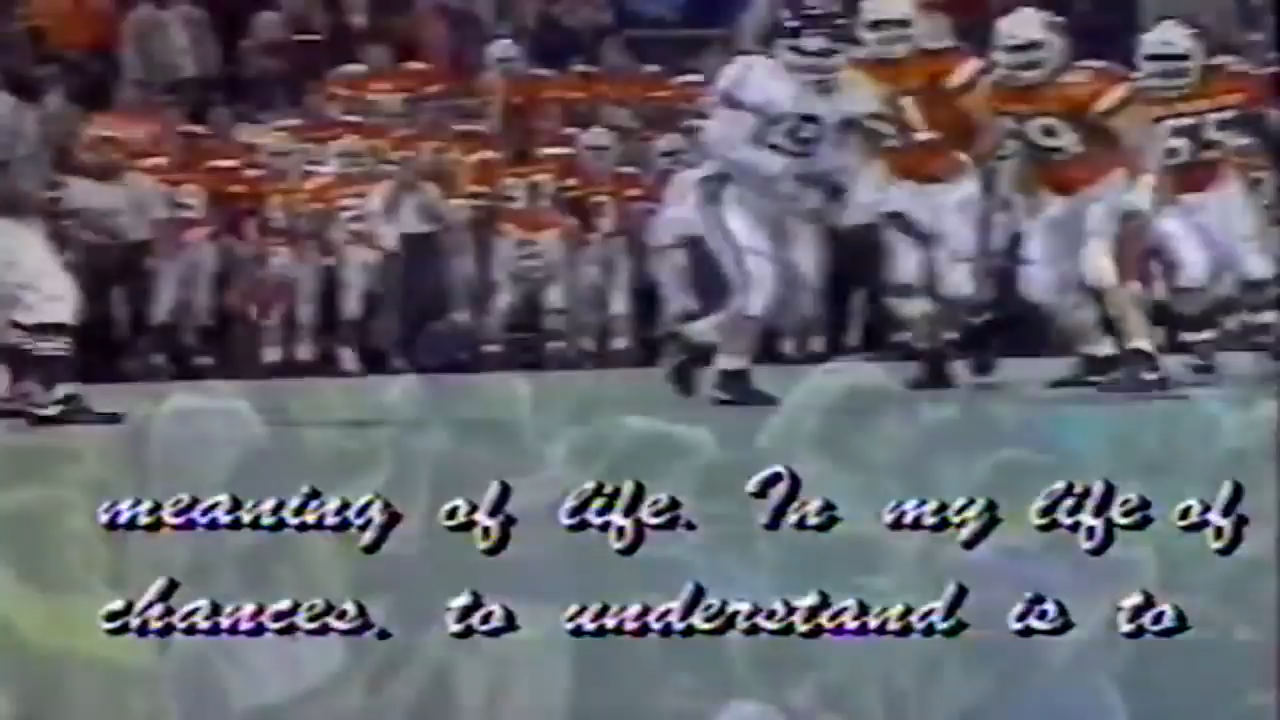 meaning of life. In my life of
chances, to understand is to